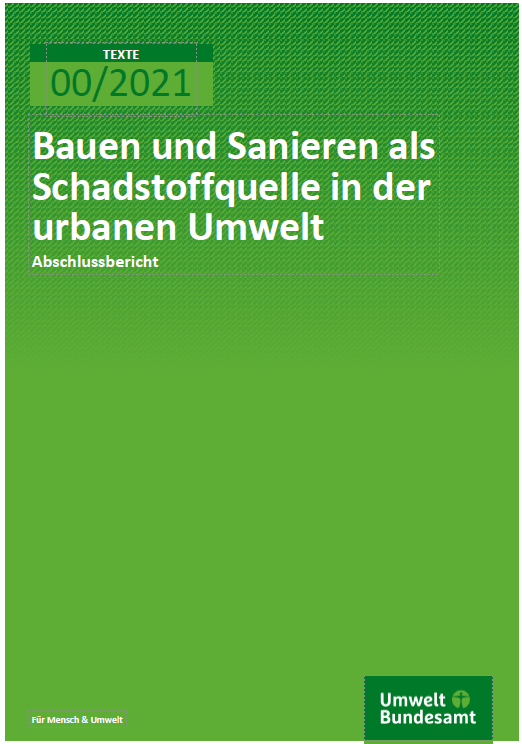 TEXTE
00/2021
Bauen und Sanieren als
Schadstoffquelle in der
urbanen Umwelt
Abschlussbericht
Für Mensch & Umwelt
Umwelt
Bundesamt